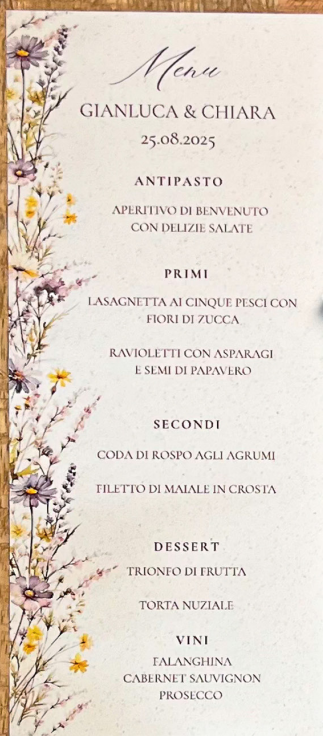 Menu
GIANLUCA & CHIARA
25.08.2025
ANTIPASTO
APERITIVO DI BENVENUTO
CON DELIZIE SALATE
PRIMI
LASAGNETTA AI CINQUE PESCI CON
FIORI DI ZUCCA
RAVIOLETTI CON ASPARAGI
E SEMI DI PAPAVERO
SECONDI
CODA DI ROSPO AGLI AGRUMI
FILETTO DI MAIALE IN CROSTA
DESSERT
TRIONFO DI FRUTTA
TORTA NUZIALE
VINI
FALANGHINA
CABERNET SAUVIGNON
PROSECCO